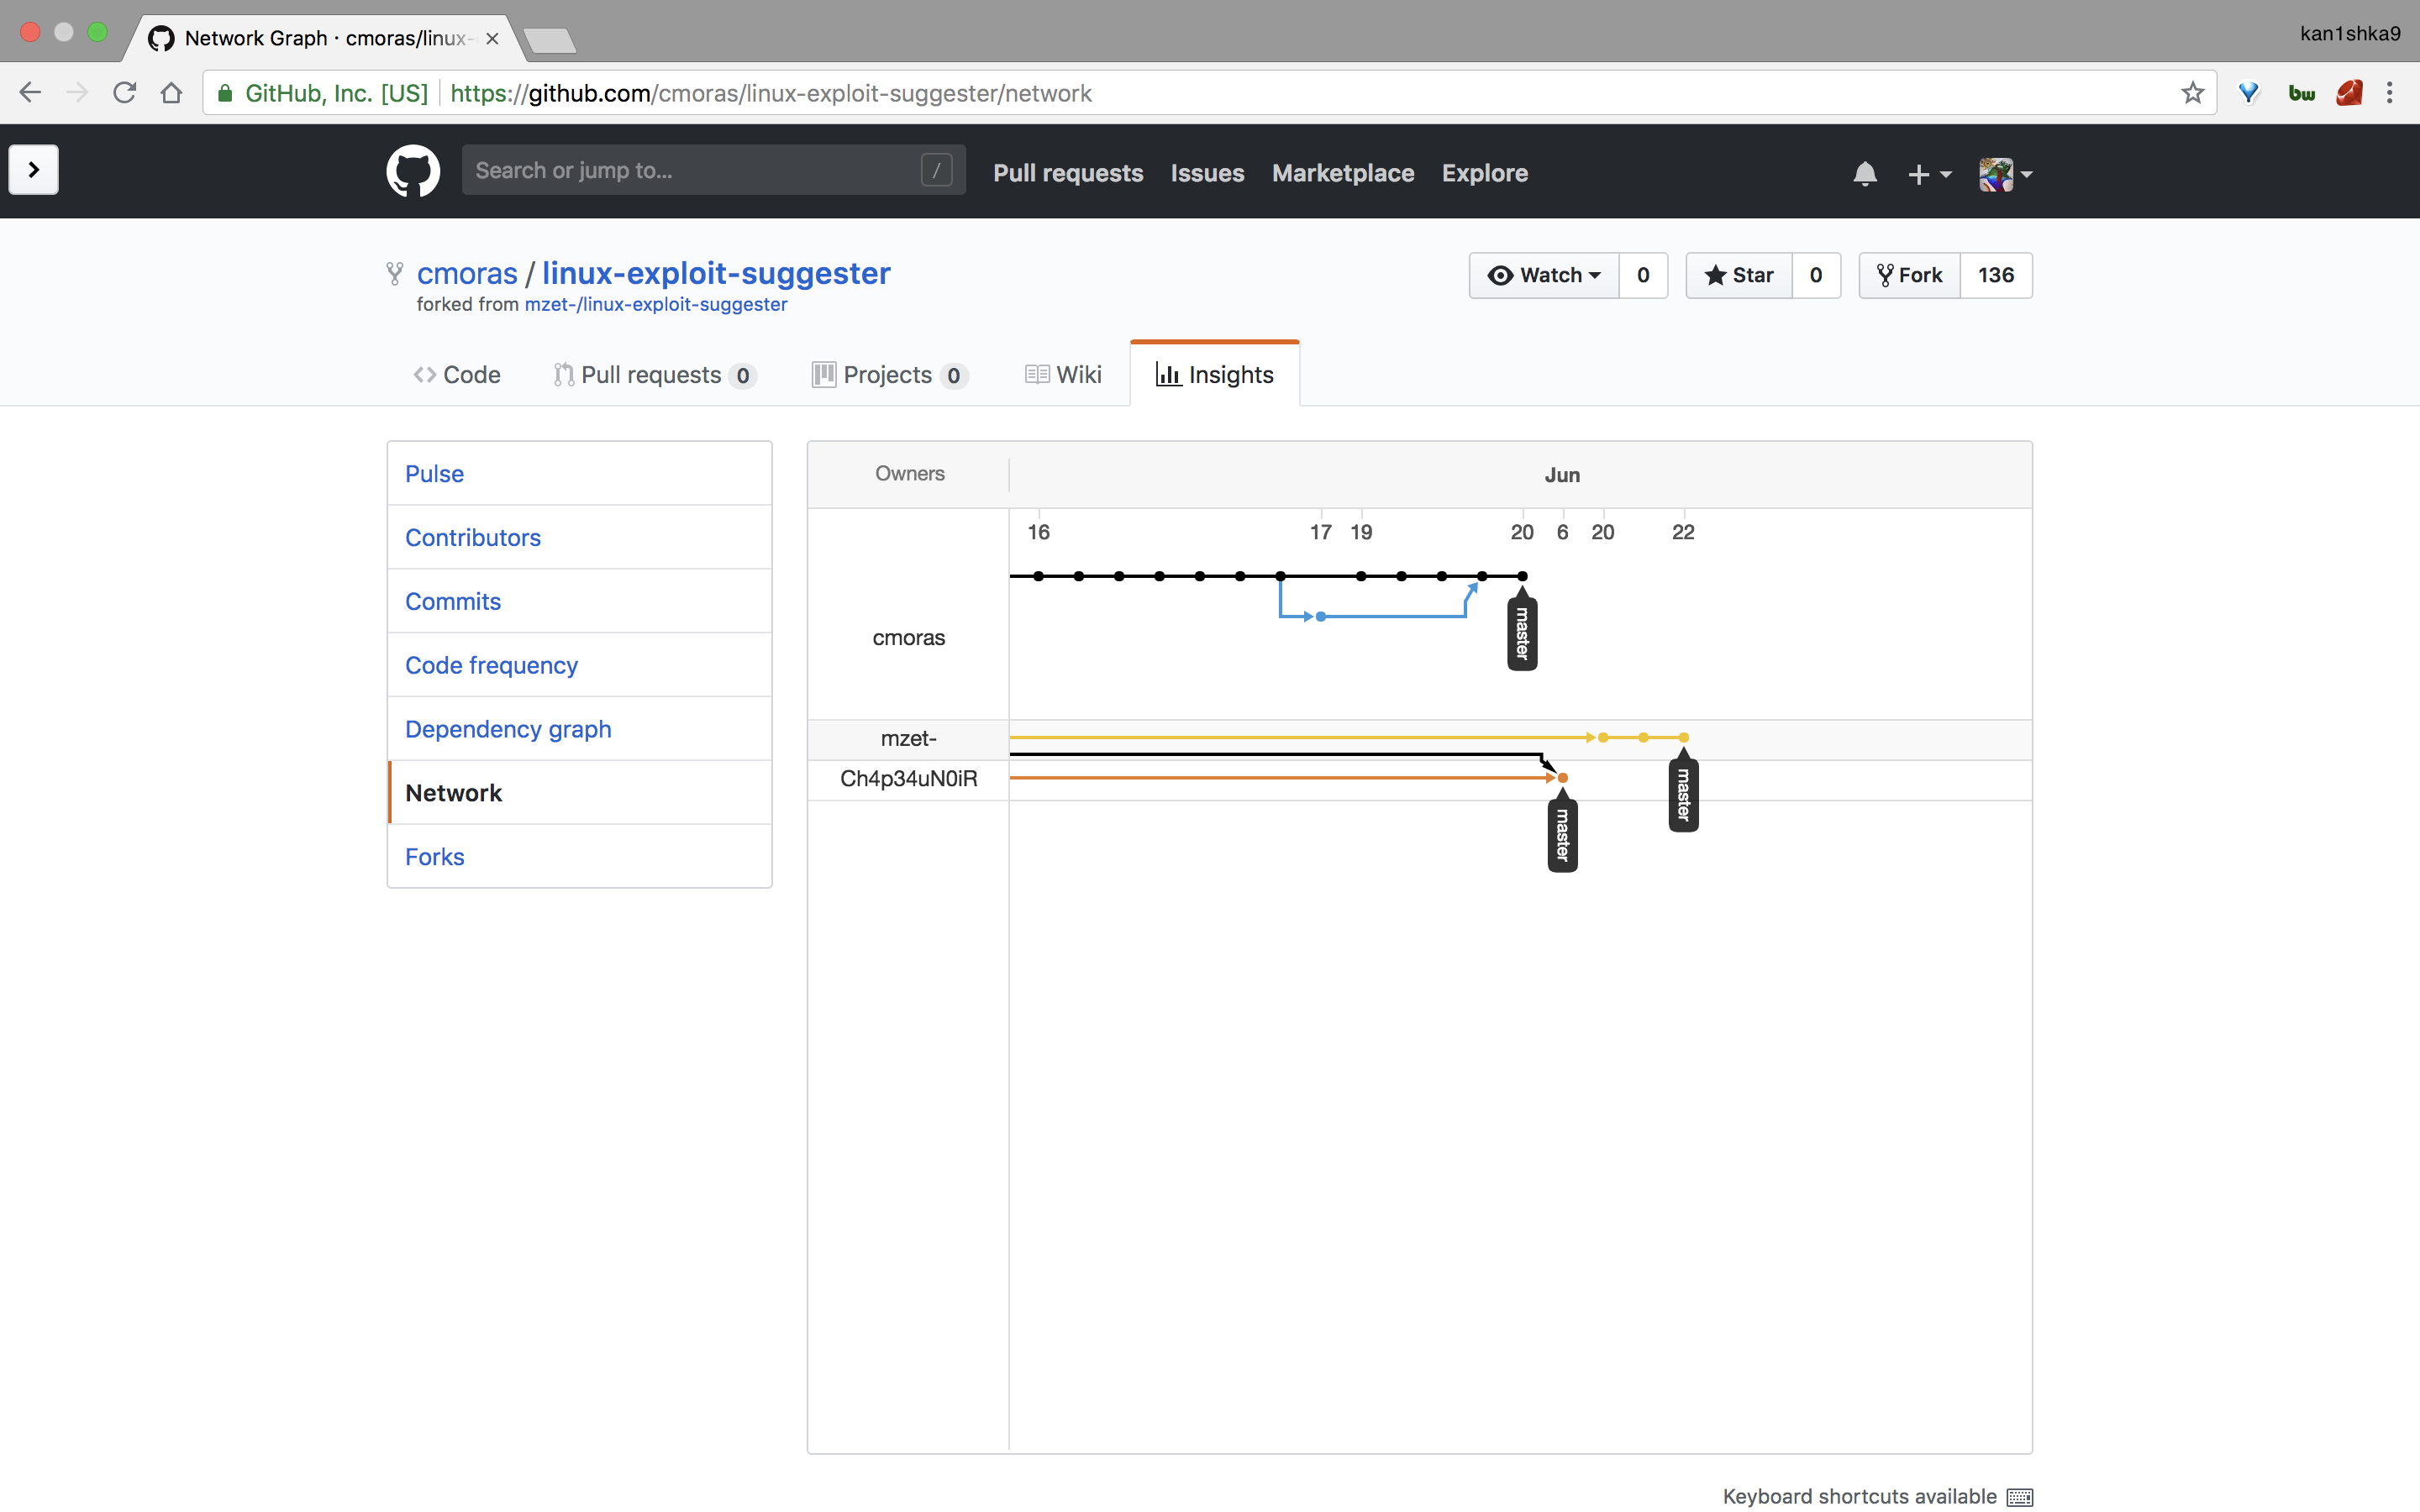 Network Graph · cmoras/linux-
kan1shka9
GitHub, Inc. [US] https://github.com/cmoras/linux-exploit-suggester/network
bw
Search or jump to... /
Pull requests Issues Marketplace Explore
cmoras / linux-exploit-suggester
forked from mzet-/linux-exploit-suggester
Watch 0 Star 0 Fork 136
Code Pull requests 0 Projects 0 Wiki Insights
Pulse
Contributors
Commits
Code frequency
Dependency graph
Network
Forks
Owners Jun
16 17 19 20 6 20 22
cmoras
master
mzet-
master
Ch4p34uN0iR
master
Keyboard shortcuts available